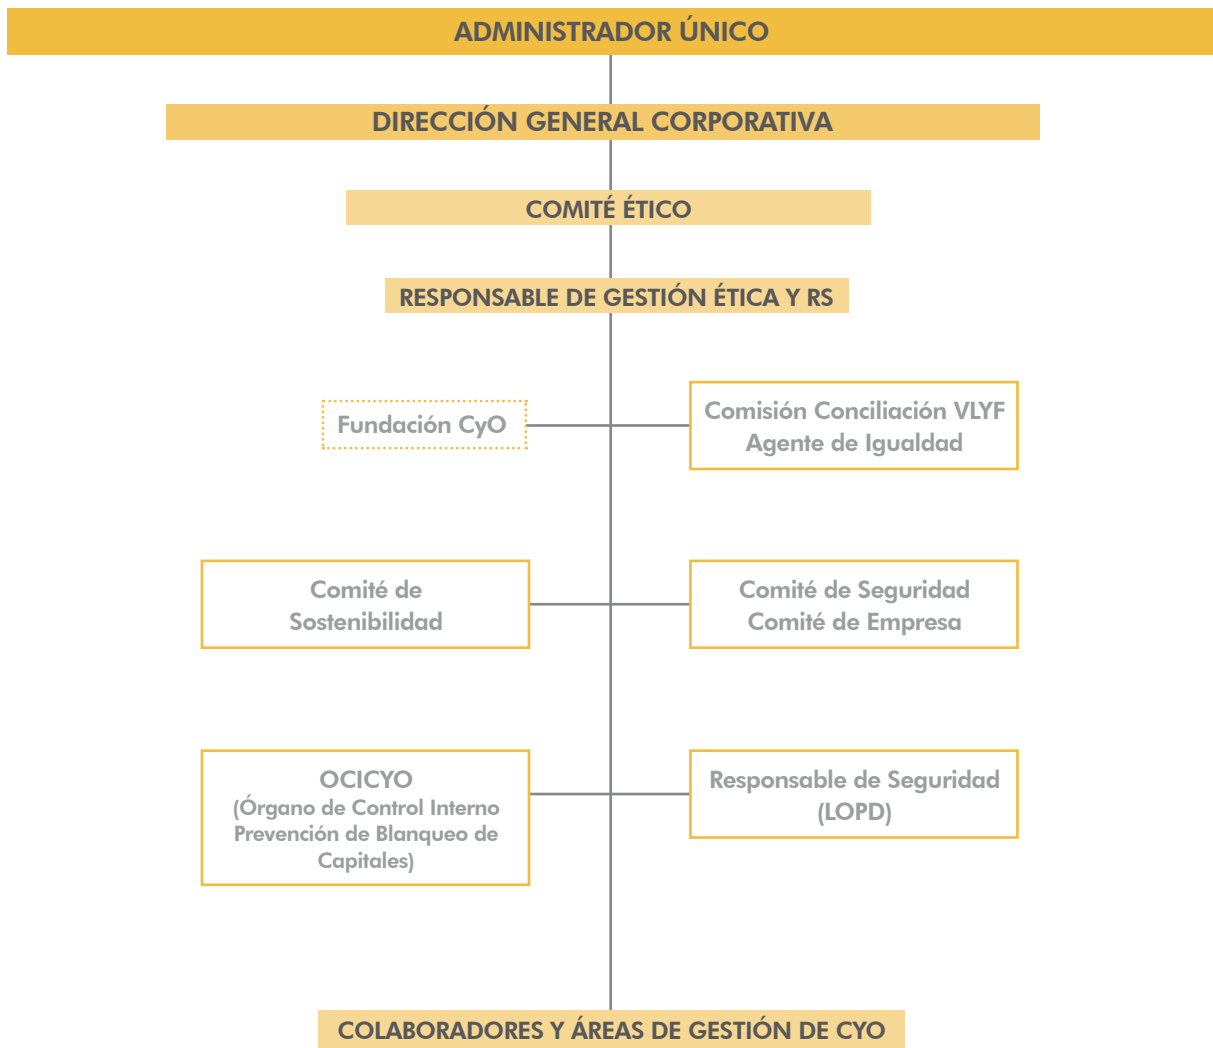 ADMINISTRADOR ÚNICO
DIRECCIÓN GENERAL CORPORATIVA
COMITÉ ÉTICO
RESPONSABLE DE GESTIÓN ÉTICA Y RS
Fundación CyO
Comisión Conciliación VLYF
Agente de Igualdad
Comité de
Sostenibilidad
Comité de Seguridad
Comité de Empresa
OCICYO
(Órgano de Control Interno
Prevención de Blanqueo de
Capitales)
Responsable de Seguridad
(LOPD)
COLABORADORES Y ÁREAS DE GESTIÓN DE CYO